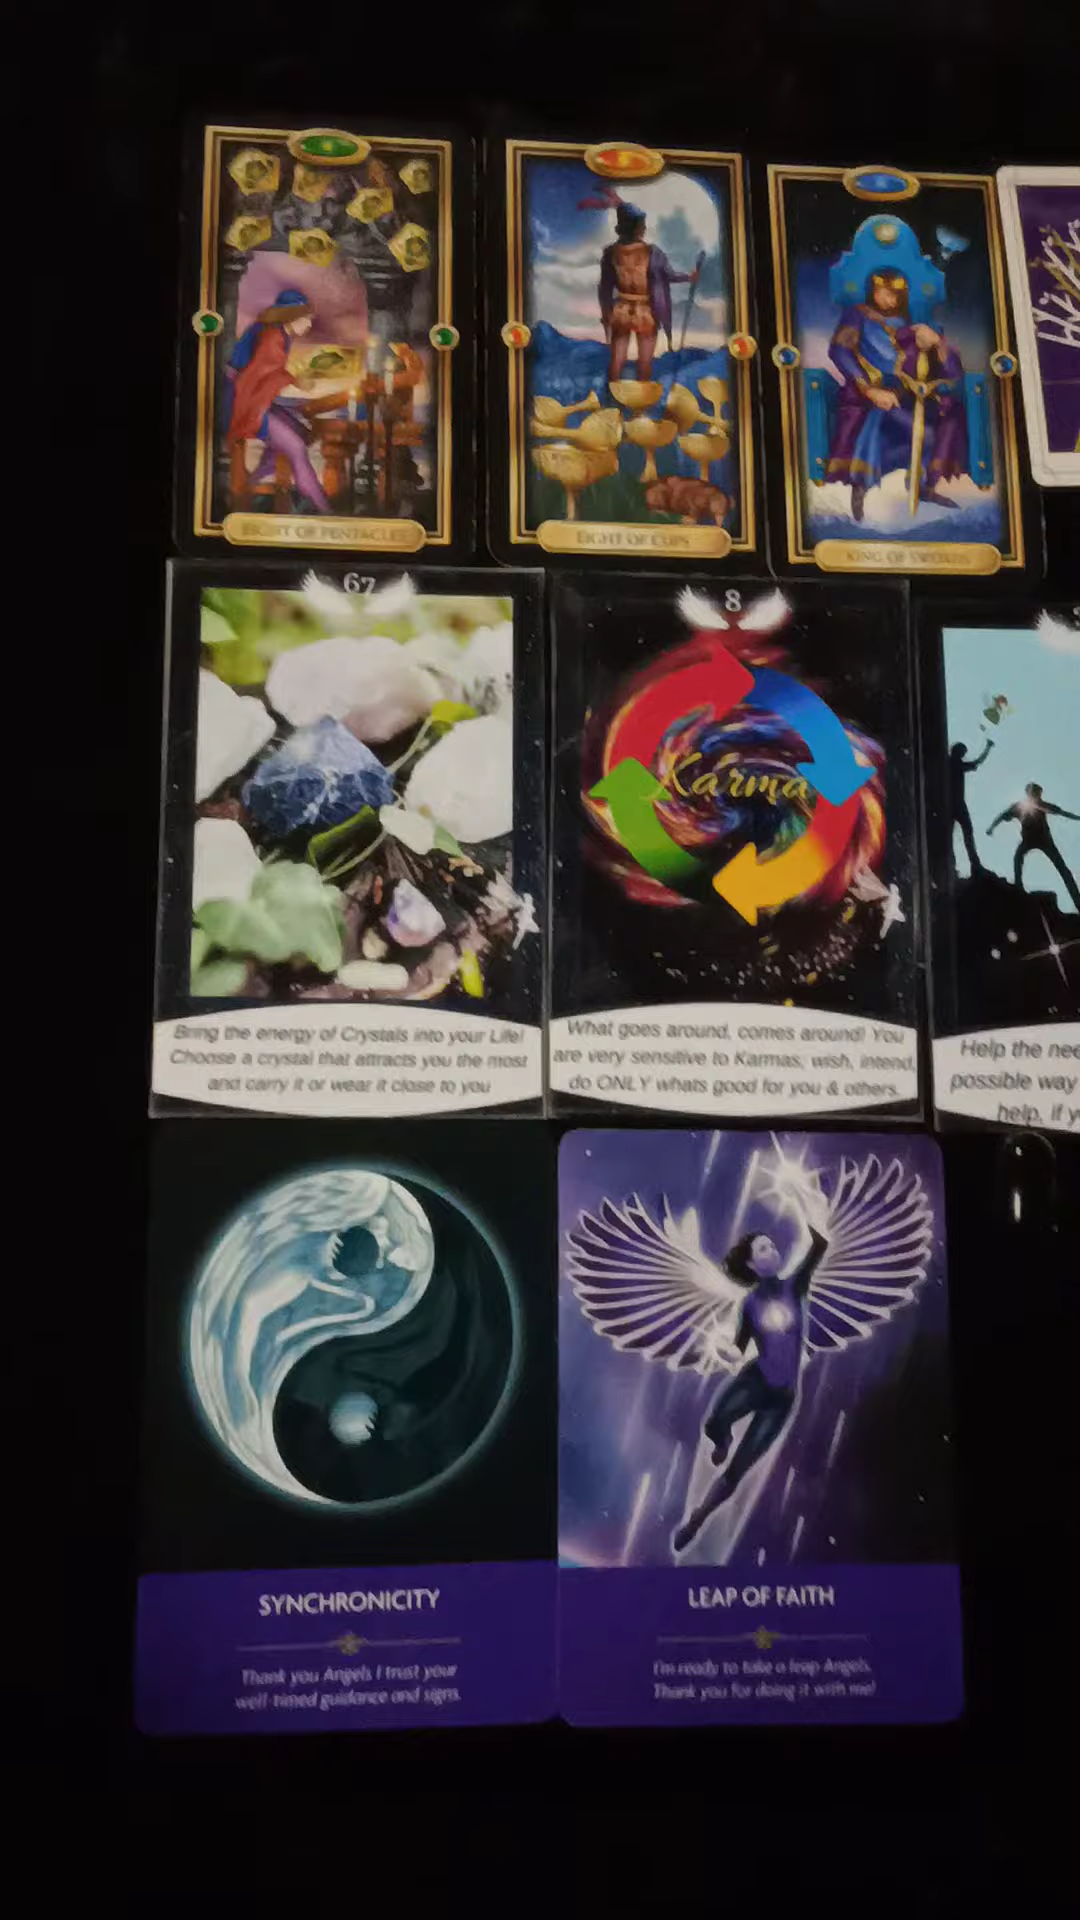 EIGHT OF PENTACLES
EIGHT OF CUPS
KING OF SWORDS
67
8
Karma
Bring the energy of Crystals into your Life!
Choose a crystal that attracts you the most
and carry it or wear it close to you
What goes around, comes around! You
are very sensitive to Karmas, wish, intend,
do ONLY whats good for you & others.
Help the
possible way
help, if
SYNCHRONICITY
Thank you Angels I trust your
well-timed guidance and signs.
LEAP OF FAITH
I'm ready to take a leap Angels.
Thank you for doing it with me!